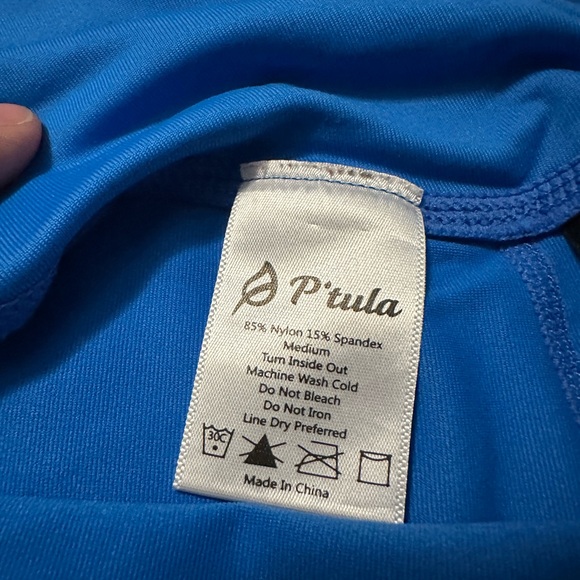 P'tula
85% Nylon 15% Spandex
Medium
Turn Inside Out
Machine Wash Cold
Do Not Bleach
Do Not Iron
Line Dry Preferred
30C
Made In China